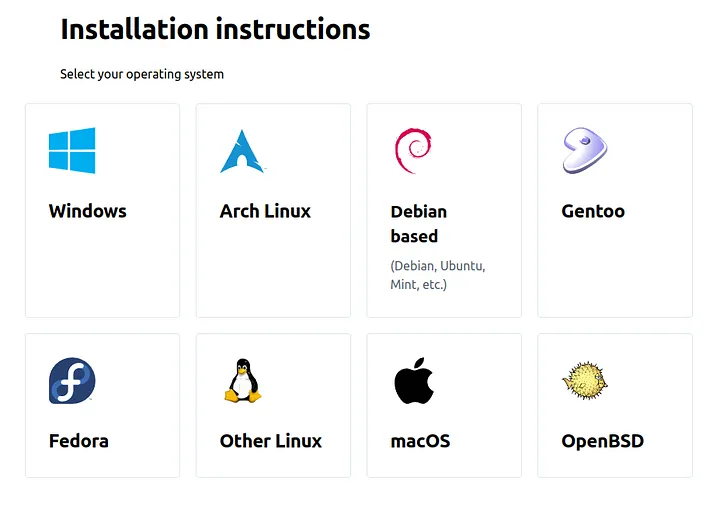 Installation instructions
Select your operating system
Windows
Arch Linux
Debian
based
(Debian, Ubuntu,
Mint, etc.)
Gentoo
Fedora
Other Linux
macOS
OpenBSD